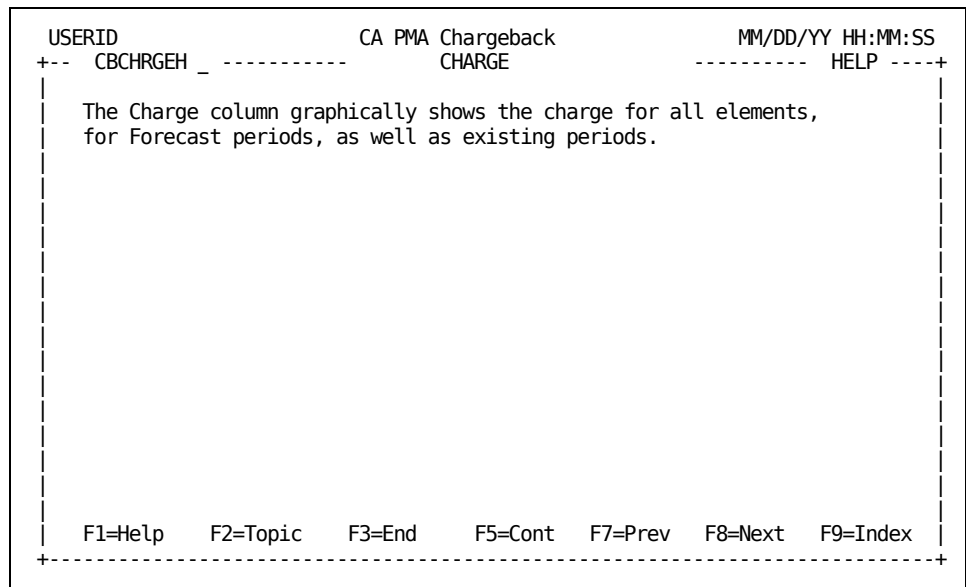 USERID CA PMA Chargeback MM/DD/YY HH:MM:SS
+-- CBCHRGEH _ ----------- CHARGE ---------- HELP ----+
The Charge column graphically shows the charge for all elements,
for Forecast periods, as well as existing periods.
F1=Help F2=Topic F3=End F5=Cont F7=Prev F8=Next F9=Index